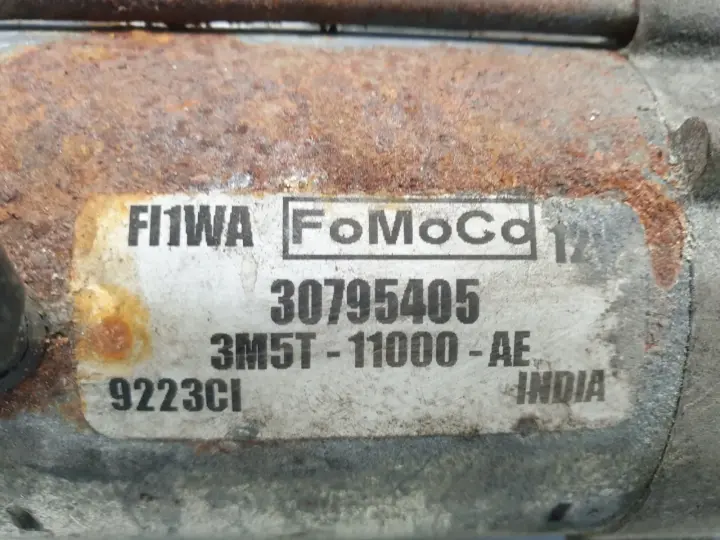 FI1WA FoMoCo 12
30795405
3M5T - 11000 - AE
9223CI INDIA